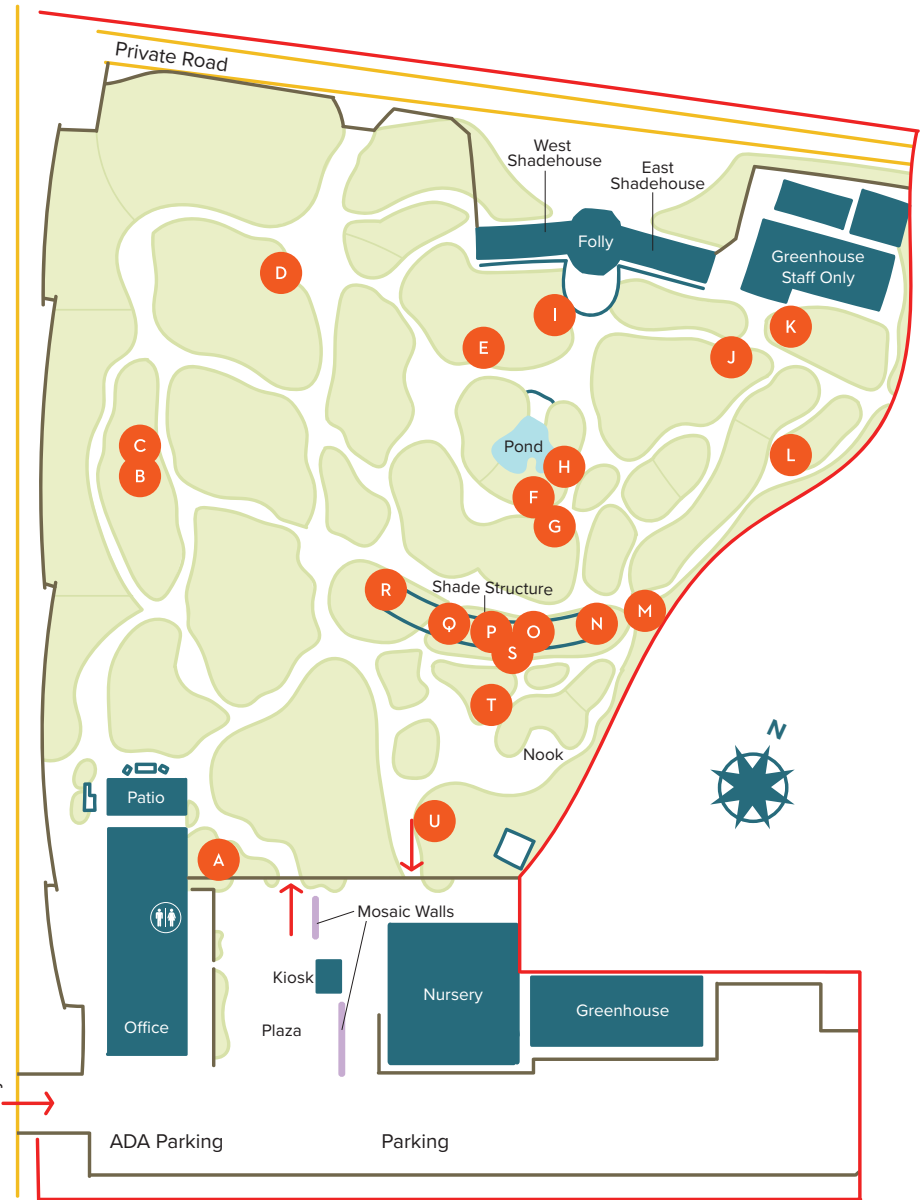 Private Road
West
Shadehouse
East
Shadehouse
Folly
Greenhouse
Staff Only
D
I
K
E
J
C
B
Pond
H
L
F
G
R
Shade Structure
Q
P
O
N
M
S
T
Nook
N
Patio
U
A
Mosaic Walls
Kiosk
Nursery
Plaza
Office
Greenhouse
ADA Parking
Parking